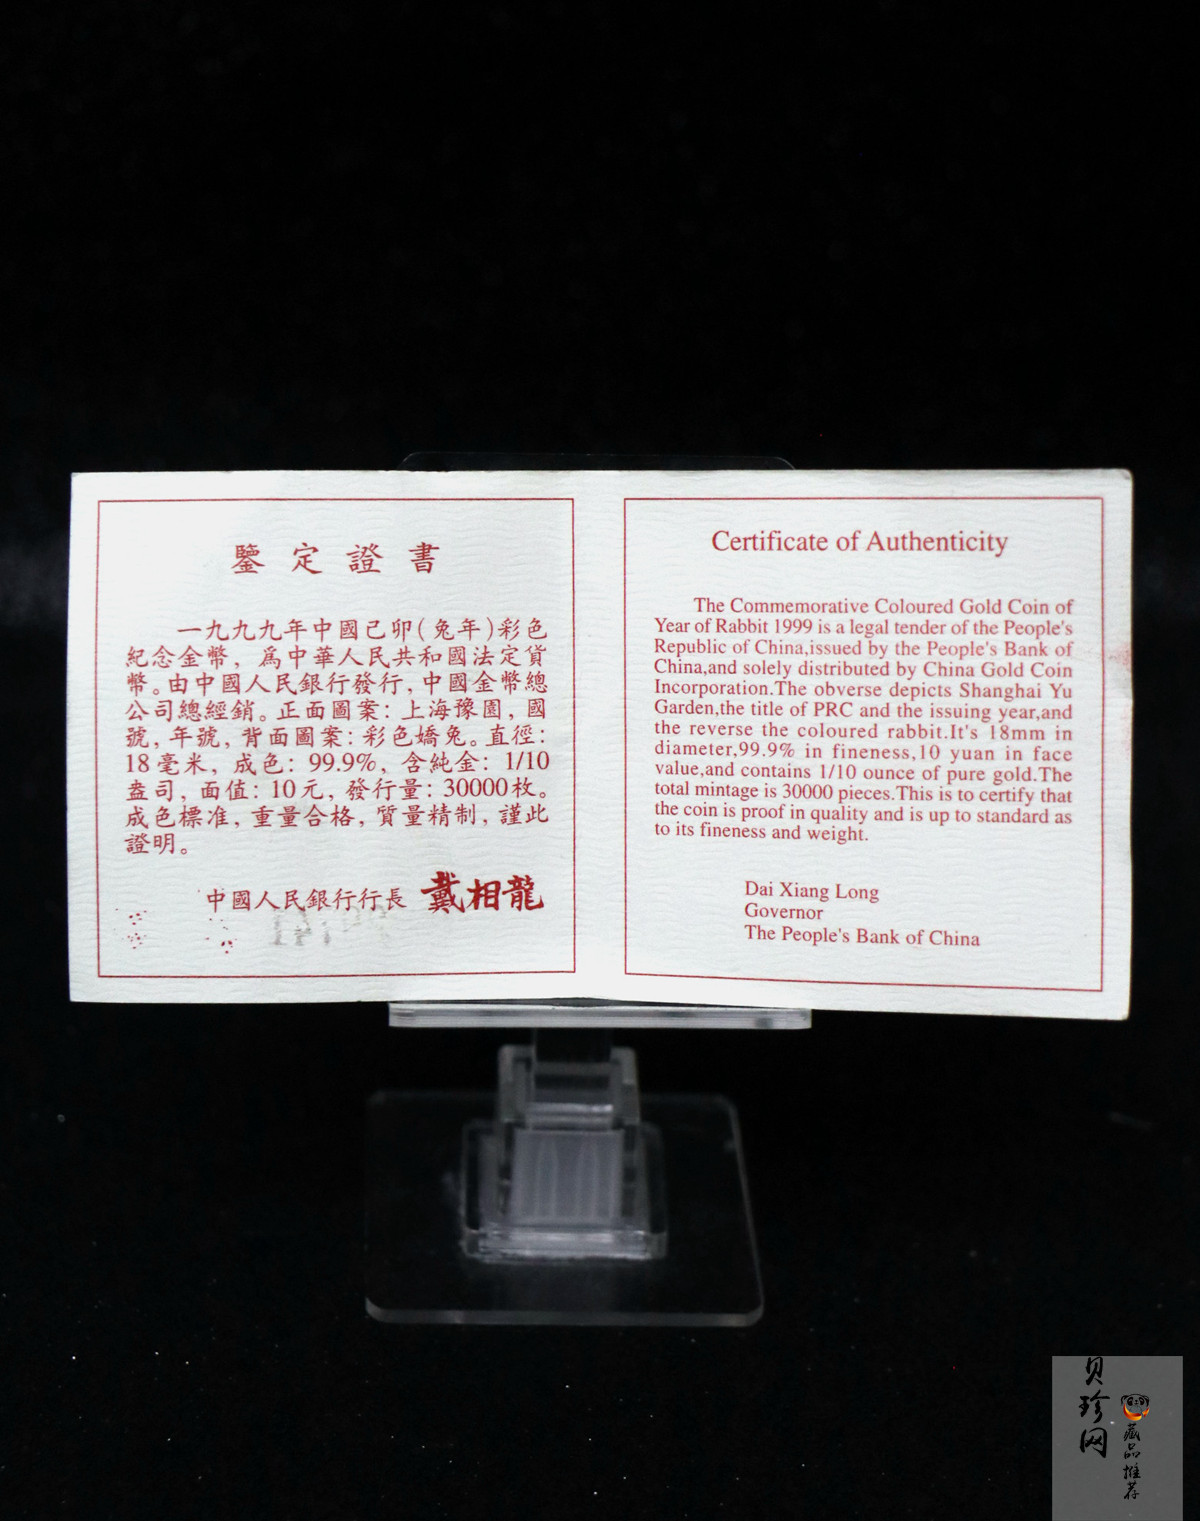 鑒定證書
一九九九年中國己卯(兔年)彩色
紀念金幣，爲中華人民共和國法定貨
幣。由中國人民銀行發行，中國金幣總
公司總經銷。正面圖案：上海豫園，國
號，年號，背面圖案：彩色嬌兔。直徑：
18毫米，成色：99.9%，含純金：1/10
盎司，面值：10元，發行量：30000枚。
成色標准，重量合格，質量精制，謹此
證明。
中國人民銀行行長 戴相龍
Certificate of Authenticity
The Commemorative Coloured Gold Coin of
Year of Rabbit 1999 is a legal tender of the People's
Republic of China,issued by the People's Bank of
China,and solely distributed by China Gold Coin
Incorporation.The obverse depicts Shanghai Yu
Garden,the title of PRC and the issuing year,and
the reverse the coloured rabbit.It's 18mm in
diameter,99.9% in fineness,10 yuan in face
value,and contains 1/10 ounce of pure gold.The
total mintage is 30000 pieces.This is to certify that
the coin is proof in quality and is up to standard as
to its fineness and weight.
Dai Xiang Long
Governor
The People's Bank of China
贝珍网
藏品推荐